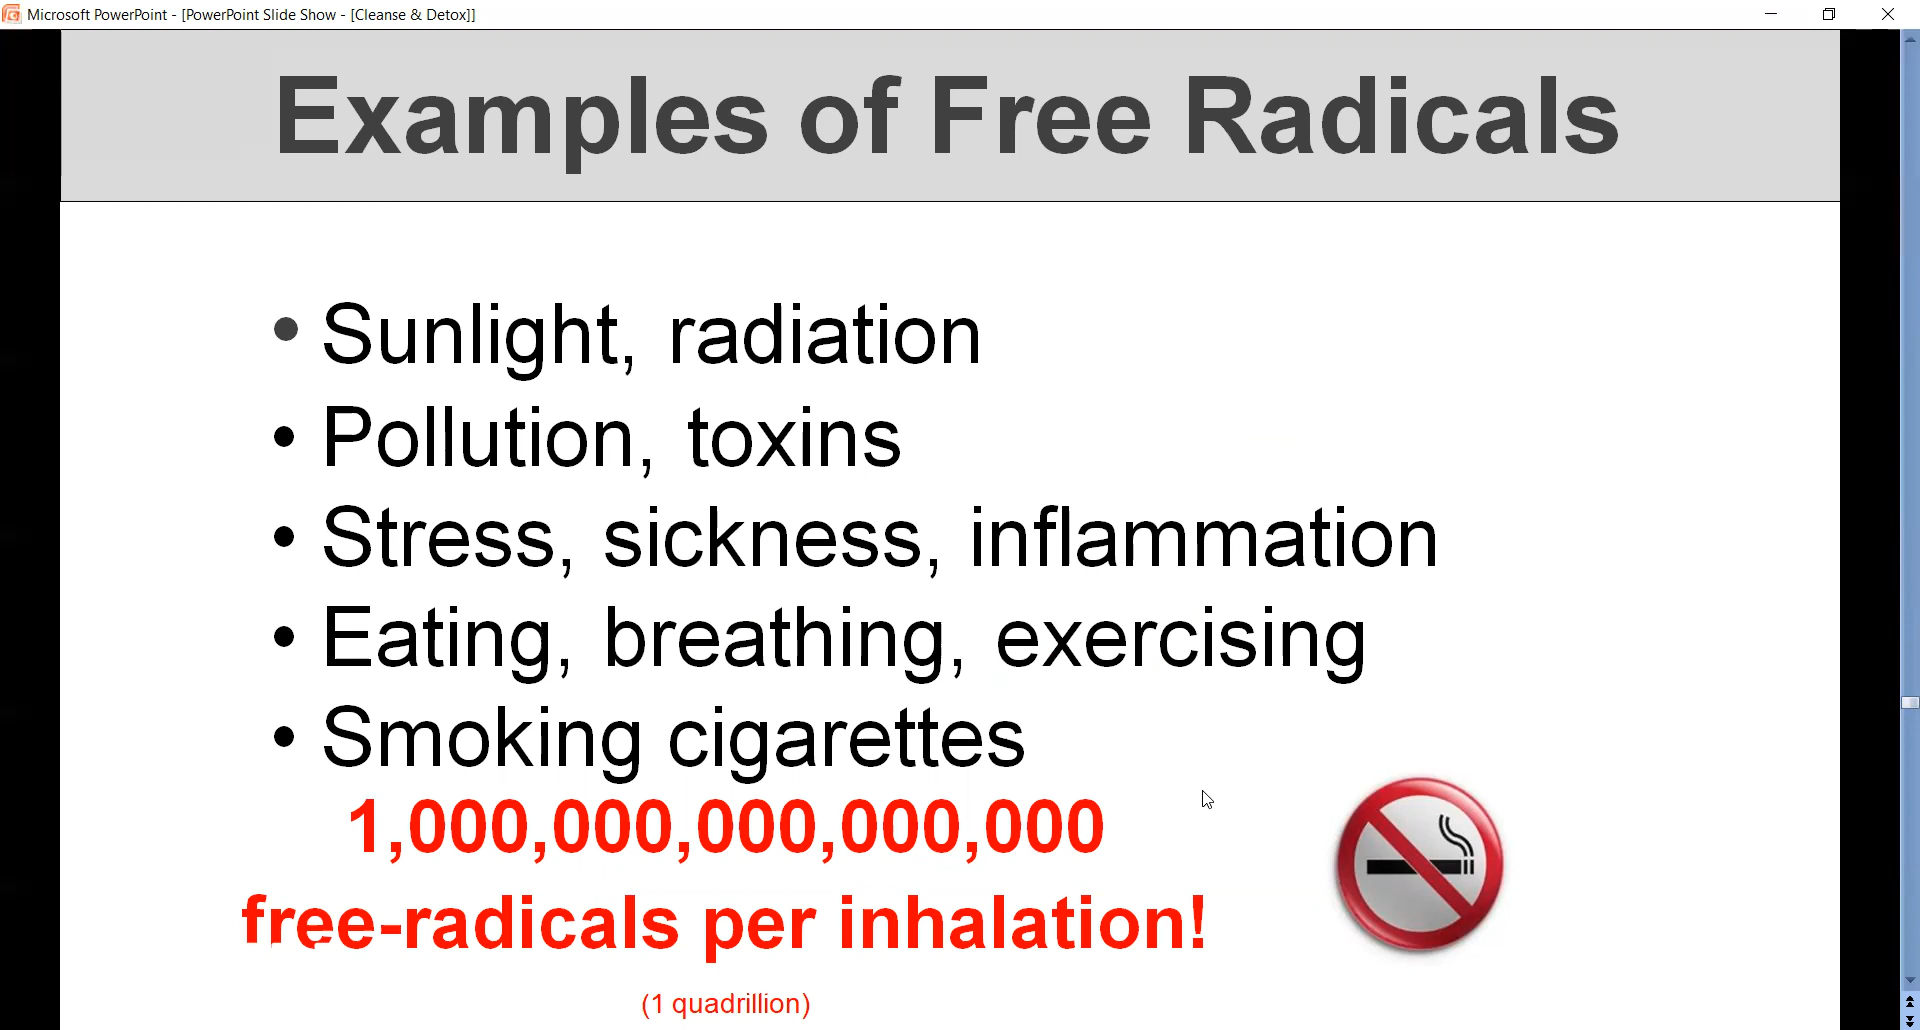 Microsoft PowerPoint - [PowerPoint Slide Show - [Cleanse & Detox]]
Examples of Free Radicals
• Sunlight, radiation
• Pollution, toxins
• Stress, sickness, inflammation
• Eating, breathing, exercising
• Smoking cigarettes
1,000,000,000,000,000
free-radicals per inhalation!
(1 quadrillion)